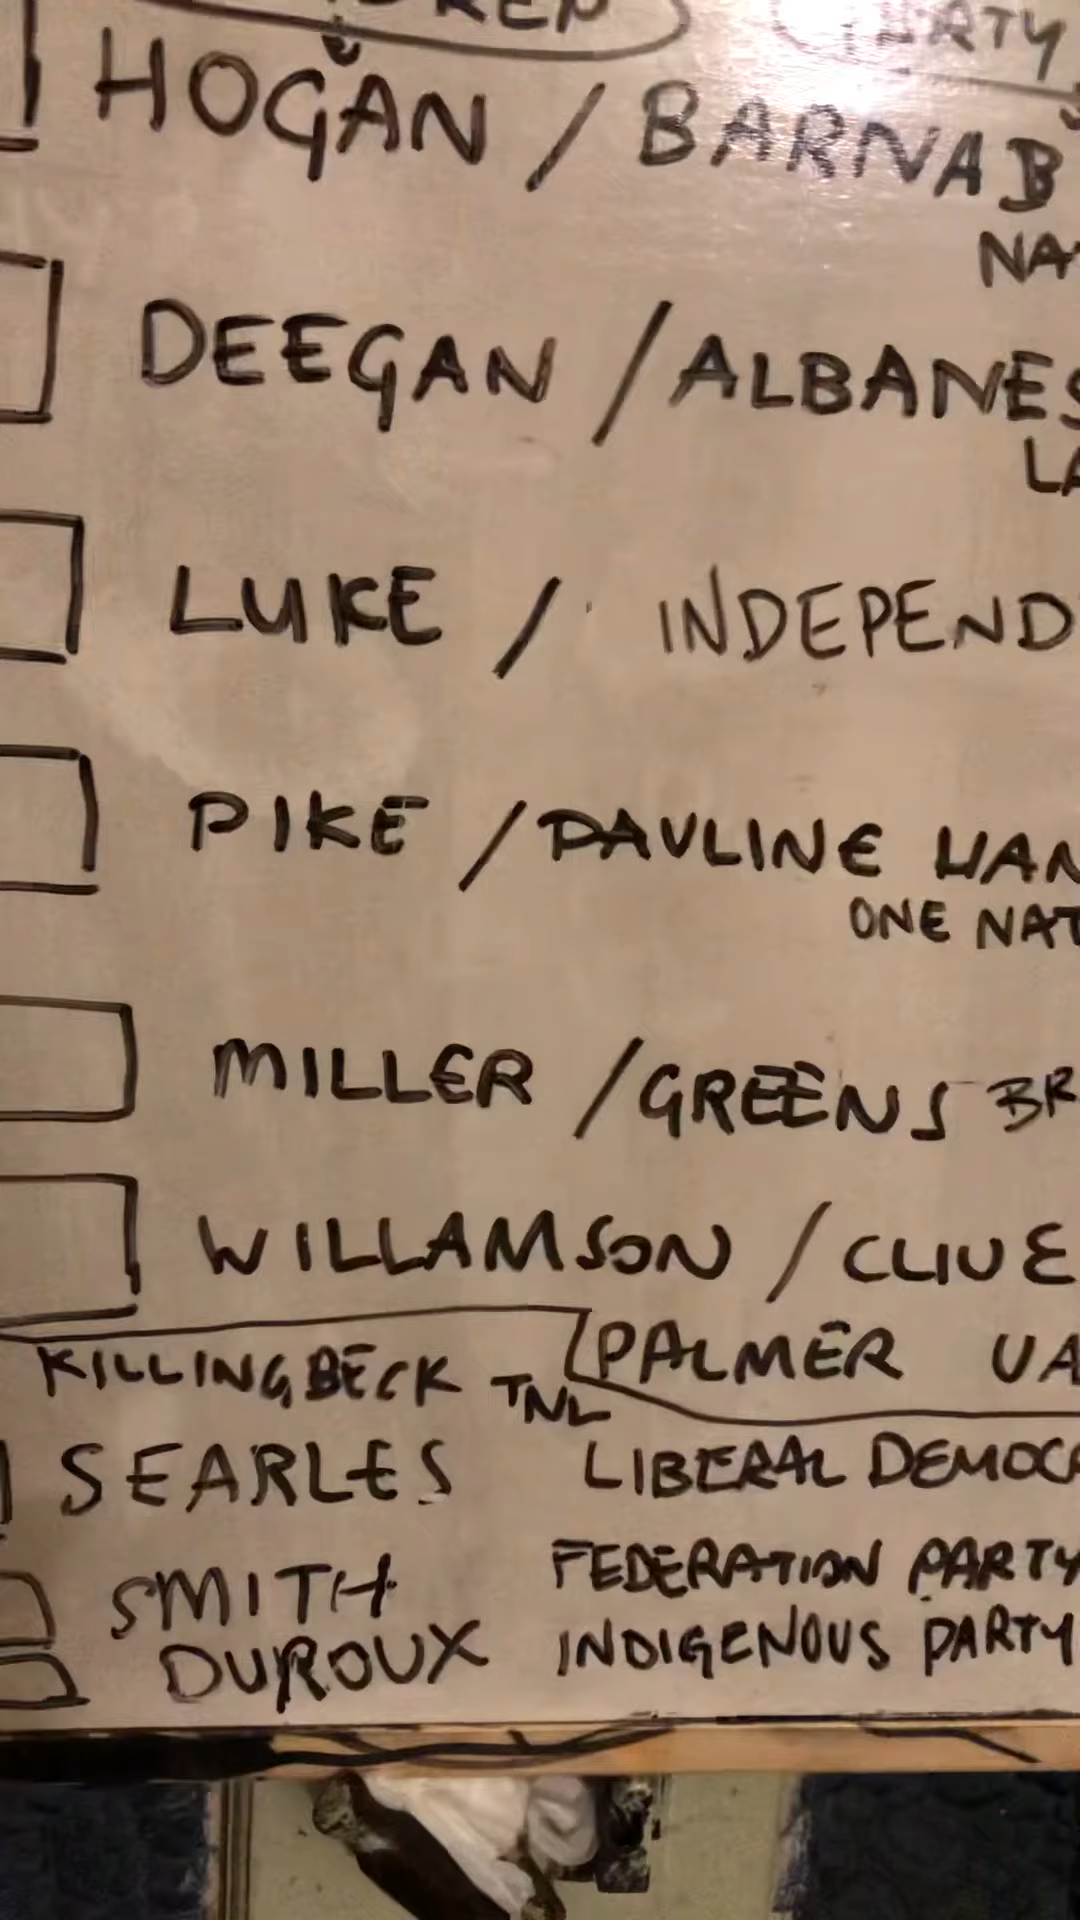 HOGAN / BARNAB
NA
DEEGAN / ALBANES
LA
LUKE / INDEPEND
PIKE / PAULINE HAN
ONE NAT
MILLER / GREENS BR
WILLAMSON / CLIVE
PALMER UA
KILLINGBECK TNL
SEARLES LIBERAL DEMOC
SMITH FEDERATION PARTY
DUROUX INDIGENOUS PARTY